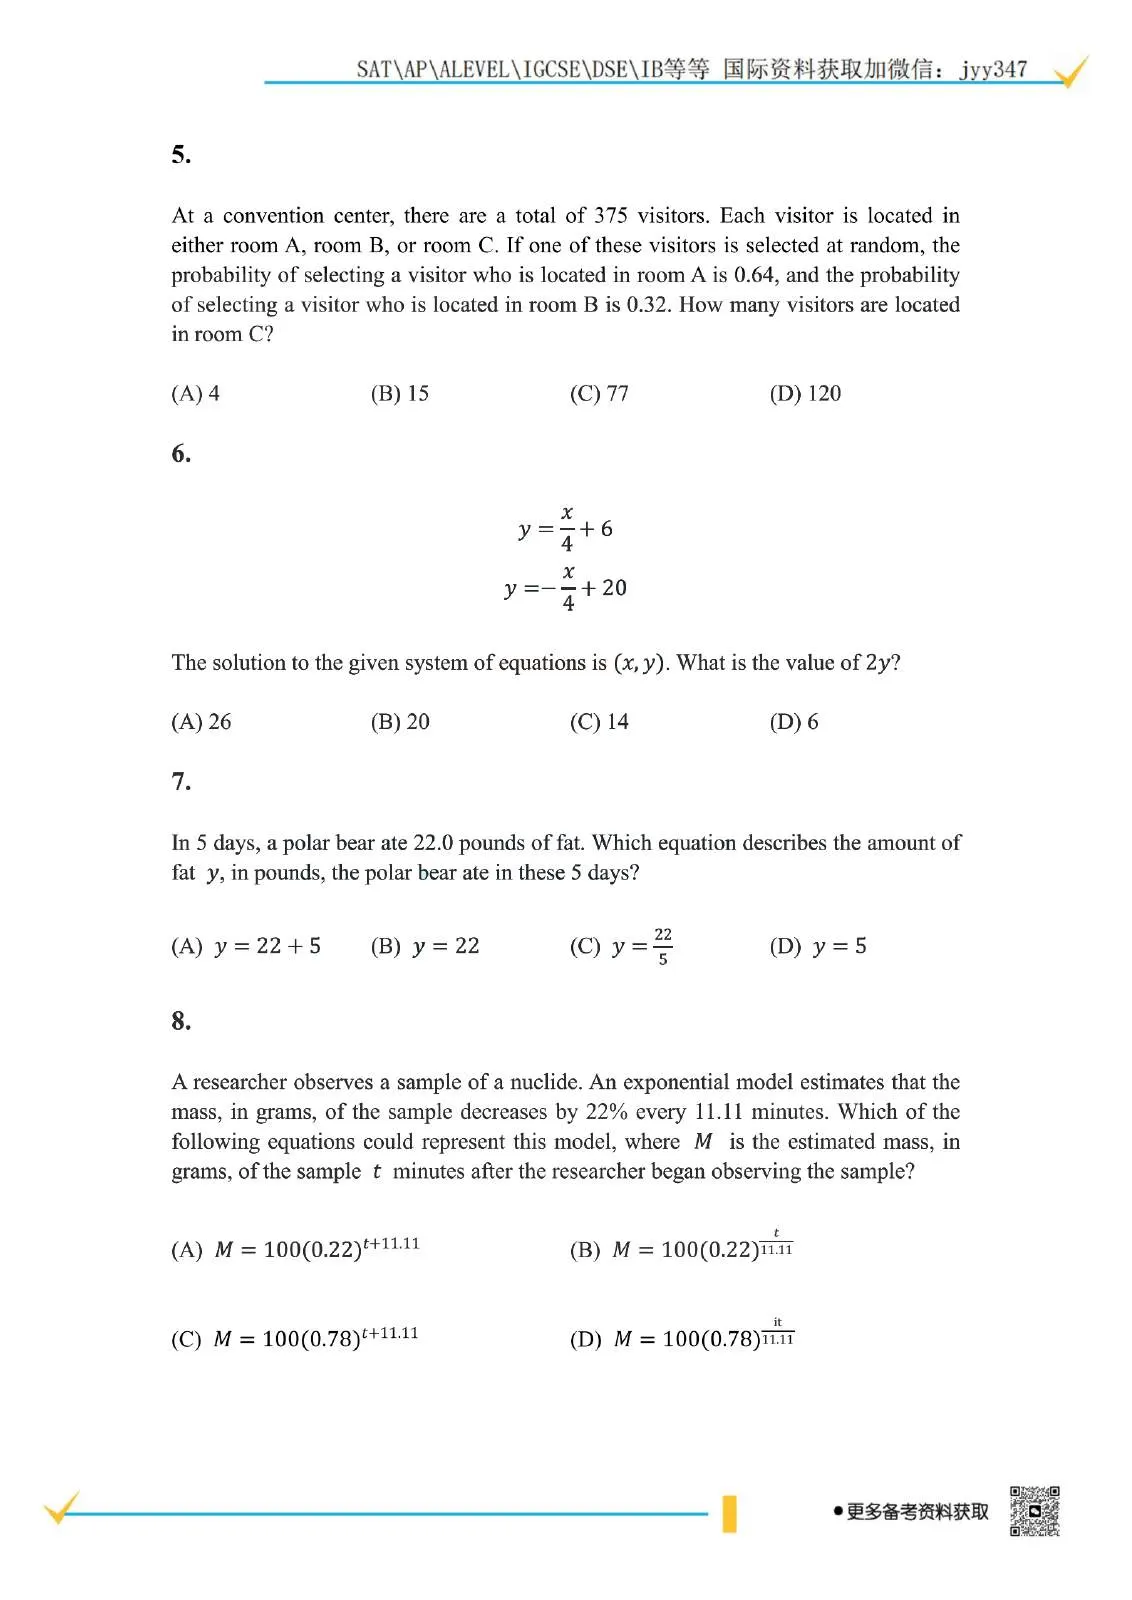 SAT\AP\ALEVEL\IGCSE\DSE\IB等等 国际资料获取加微信：jyy347
5.
At a convention center, there are a total of 375 visitors. Each visitor is located in
either room A, room B, or room C. If one of these visitors is selected at random, the
probability of selecting a visitor who is located in room A is 0.64, and the probability
of selecting a visitor who is located in room B is 0.32. How many visitors are located
in room C?
(A) 4 (B) 15 (C) 77 (D) 120
6.
y = x/4 + 6
y =− x/4 + 20
The solution to the given system of equations is (x, y). What is the value of 2y?
(A) 26 (B) 20 (C) 14 (D) 6
7.
In 5 days, a polar bear ate 22.0 pounds of fat. Which equation describes the amount of
fat y, in pounds, the polar bear ate in these 5 days?
(A) y = 22 + 5 (B) y = 22 (C) y = 22/5 (D) y = 5
8.
A researcher observes a sample of a nuclide. An exponential model estimates that the
mass, in grams, of the sample decreases by 22% every 11.11 minutes. Which of the
following equations could represent this model, where M is the estimated mass, in
grams, of the sample t minutes after the researcher began observing the sample?
(A) M = 100(0.22)^(t+11.11) (B) M = 100(0.22)^(t/11.11)
(C) M = 100(0.78)^(t+11.11) (D) M = 100(0.78)^(it/11.11)
●更多备考资料获取